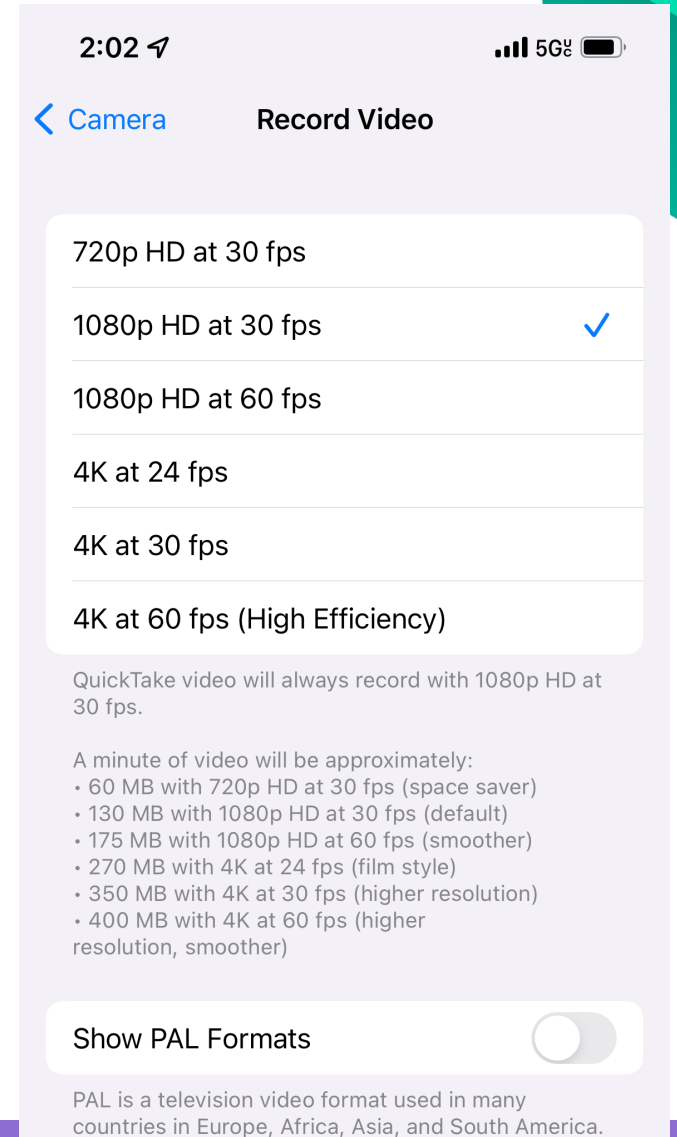 2:02
5G UC
Camera
Record Video
720p HD at 30 fps
1080p HD at 30 fps
1080p HD at 60 fps
4K at 24 fps
4K at 30 fps
4K at 60 fps (High Efficiency)
QuickTake video will always record with 1080p HD at
30 fps.
A minute of video will be approximately:
• 60 MB with 720p HD at 30 fps (space saver)
• 130 MB with 1080p HD at 30 fps (default)
• 175 MB with 1080p HD at 60 fps (smoother)
• 270 MB with 4K at 24 fps (film style)
• 350 MB with 4K at 30 fps (higher resolution)
• 400 MB with 4K at 60 fps (higher
resolution, smoother)
Show PAL Formats
PAL is a television video format used in many
countries in Europe, Africa, Asia, and South America.